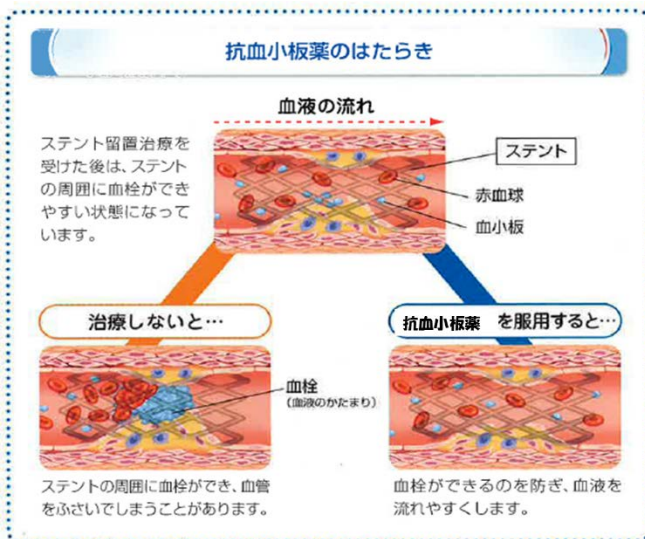 抗血小板薬のはたらき
血液の流れ
ステント留置治療を
受けた後は、ステント
の周囲に血栓ができ
やすい状態になって
います。
ステント
赤血球
血小板
治療しないと…
血栓
(血液のかたまり)
ステントの周囲に血栓ができ、血管
をふさいでしまうことがあります。
抗血小板薬 を服用すると…
血栓ができるのを防ぎ、血液を
流れやすくします。